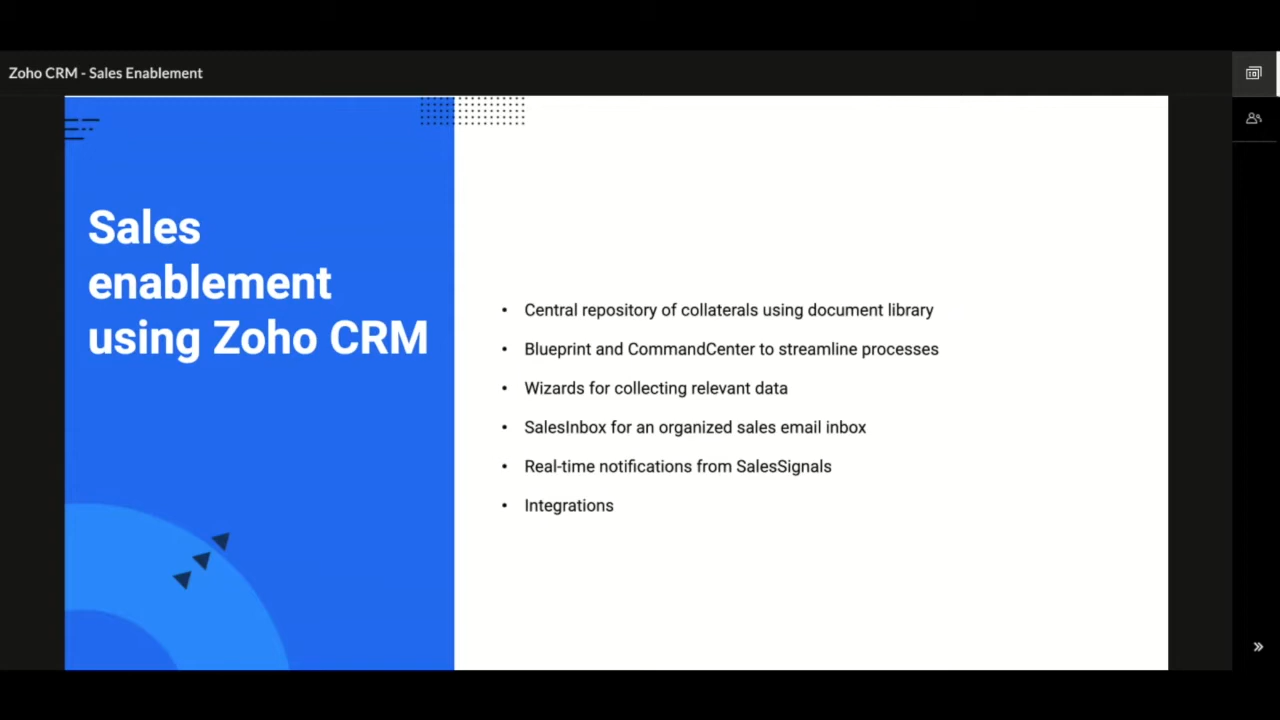 Zoho CRM - Sales Enablement
Sales
enablement
using Zoho CRM
• Central repository of collaterals using document library
• Blueprint and CommandCenter to streamline processes
• Wizards for collecting relevant data
• SalesInbox for an organized sales email inbox
• Real-time notifications from SalesSignals
• Integrations